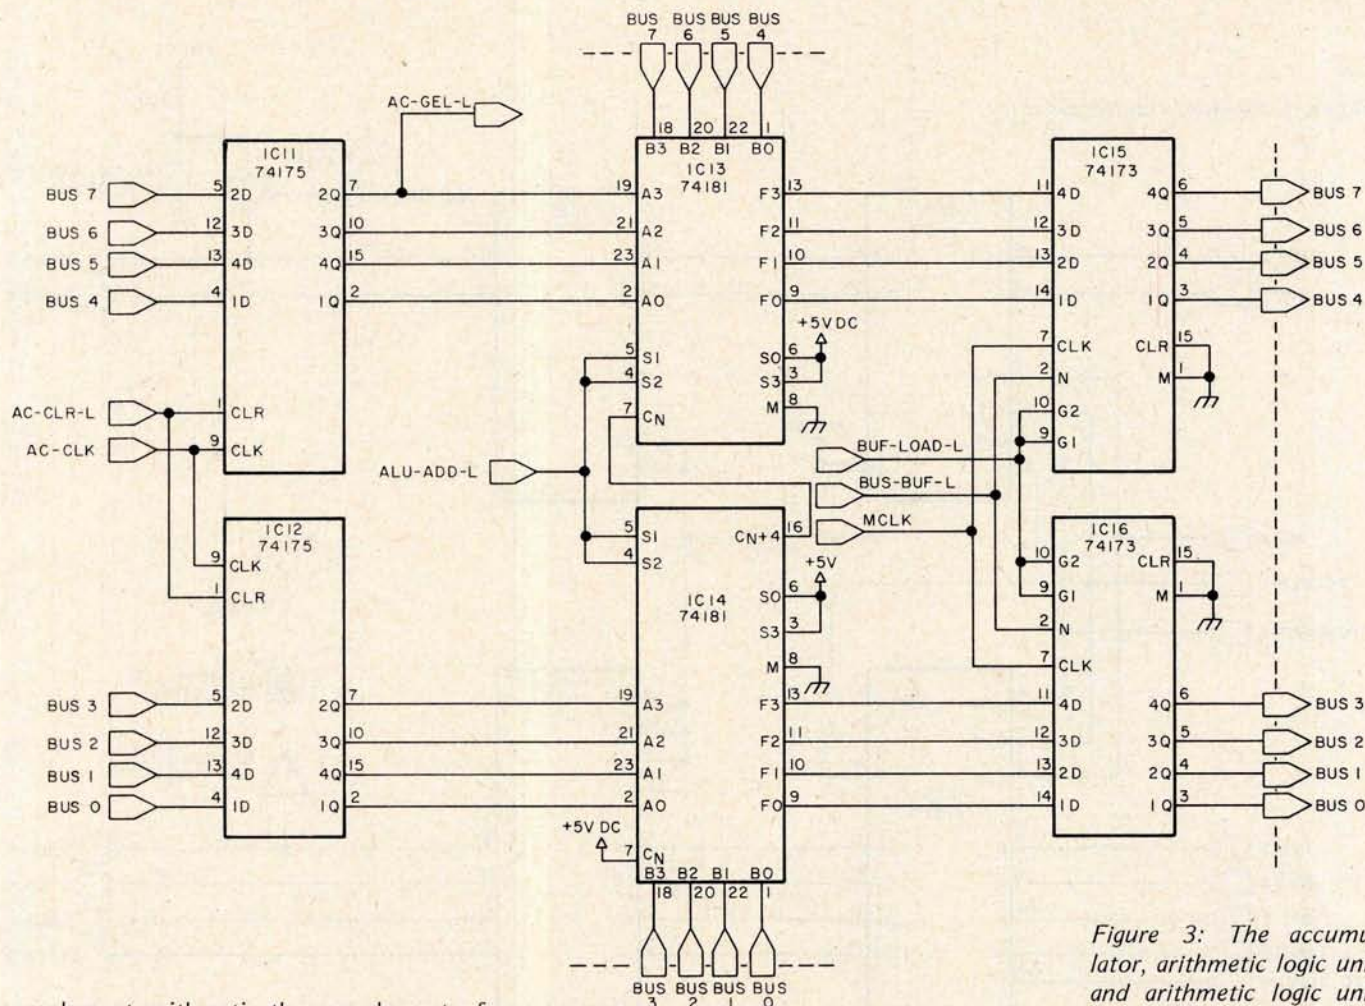 BUS 7
BUS 6
BUS 5
BUS 4
AC-GEL-L
IC11
74175
BUS 7 5 2D 2Q 7
BUS 6 12 3D 3Q 10
BUS 5 13 4D 4Q 15
BUS 4 4 1D 1Q 2
AC-CLR-L 1 CLR
AC-CLK 9 CLK
IC12
74175
9 CLK
1 CLR
BUS 3 5 2D 2Q 7
BUS 2 12 3D 3Q 10
BUS 1 13 4D 4Q 15
BUS 0 4 1D 1Q 2
18 20 22 1
B3 B2 B1 B0
IC13
74181
19 A3 F3 13
21 A2 F2 11
23 A1 F1 10
2 A0 F0 9
+5V DC
5 S1 S0 6
4 S2 S3 3
7 CN M 8
ALU-ADD-L
BUF-LOAD-L
BUS-BUF-L
MCLK
5 S1 CN+4 16
4 S2
+5V
IC14
74181
S0 6
S3 3
M 8
19 A3 F3 13
21 A2 F2 11
23 A1 F1 10
2 A0 F0 9
+5V DC
7 CN
B3 B2 B1 B0
18 20 22 1
BUS 3
BUS 2
BUS 1
BUS 0
IC15
74173
11 4D 4Q 6 BUS 7
12 3D 3Q 5 BUS 6
13 2D 2Q 4 BUS 5
14 1D 1Q 3 BUS 4
7 CLK CLR 15
2 N M 1
10 G2
9 G1
IC16
74173
10 G2 CLR 15
9 G1 M 1
2 N
7 CLK
11 4D 4Q 6 BUS 3
12 3D 3Q 5 BUS 2
13 2D 2Q 4 BUS 1
14 1D 1Q 3 BUS 0
Figure 3: The accumu
lator, arithmetic logic un
and arithmetic logic un